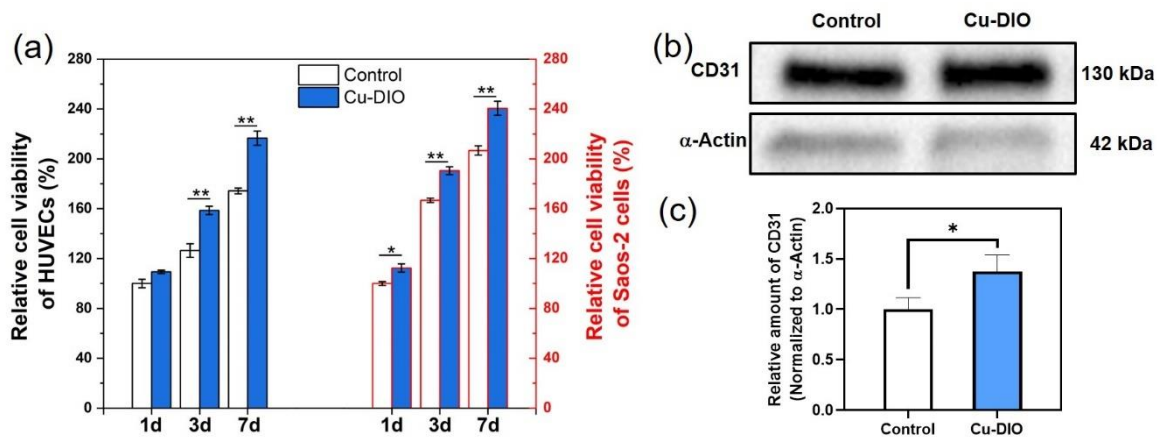 (a)
Relative cell viability
of HUVECs (%)
280
240
200
160
120
80
40
0
Control
Cu-DIO
**
**
*
**
**
1d 3d 7d
1d 3d 7d
280
240
200
160
120
80
40
0
Relative cell viability
of Saos-2 cells (%)
(b)
Control Cu-DIO
CD31 130 kDa
α-Actin 42 kDa
(c)
Relative amount of CD31
(Normalized to α-Actin)
2.0
1.5
1.0
0.5
0.0
*
Control Cu-DIO